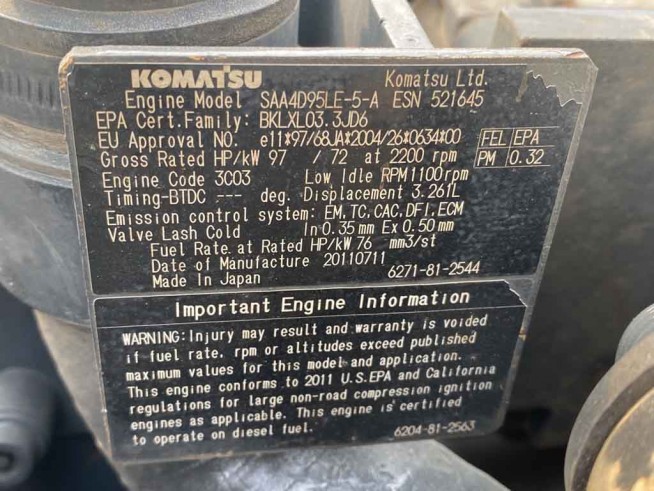 KOMATSU Komatsu Ltd.
Engine Model SAA4D95LE-5-A ESN 521645
EPA Cert.Family: BKLXL03.3JD6
EU Approval NO. e11*97/68JA*2004/26*0634*00
FEL EPA
Gross Rated HP/kW 97 / 72 at 2200 rpm
PM 0.32
Engine Code 3C03 Low Idle RPM 1100 rpm
Timing-BTDC --- deg. Displacement 3.261L
Emission control system: EM,TC,CAC,DFI,ECM
Valve Lash Cold In 0.35 mm Ex 0.50 mm
Fuel Rate at Rated HP/kW 76 mm3/st
Date of Manufacture 20110711
Made In Japan 6271-81-2544
Important Engine Information
WARNING: Injury may result and warranty is voided
if fuel rate, rpm or altitudes exceed published
maximum values for this model and application.
This engine conforms to 2011 U.S.EPA and California
regulations for large non-road compression ignition
engines as applicable. This engine is certified
to operate on diesel fuel. 6204-81-2563